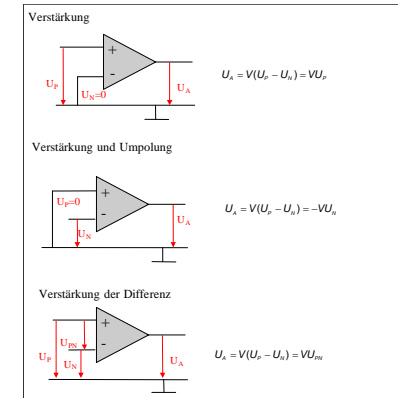 Verstärkung
+
-
U_P
U_N=0
U_A
U_A = V(U_P − U_N) = VU_P
Verstärkung und Umpolung
U_P=0
+
-
U_N
U_A
U_A = V(U_P − U_N) = −VU_N
Verstärkung der Differenz
+
-
U_PN
U_P
U_N
U_A
U_A = V(U_P − U_N) = VU_PN